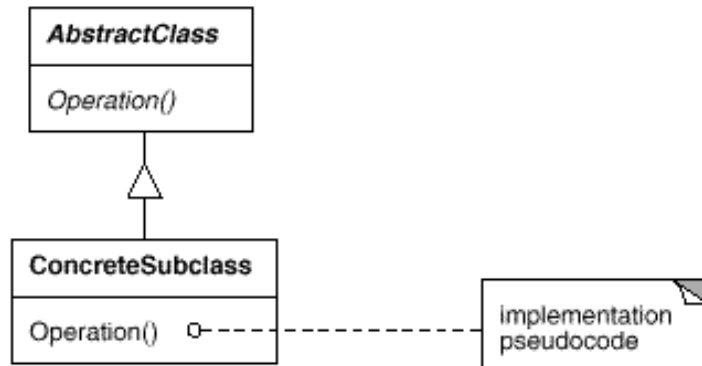 AbstractClass
Operation()
ConcreteSubclass
Operation()
implementation
pseudocode